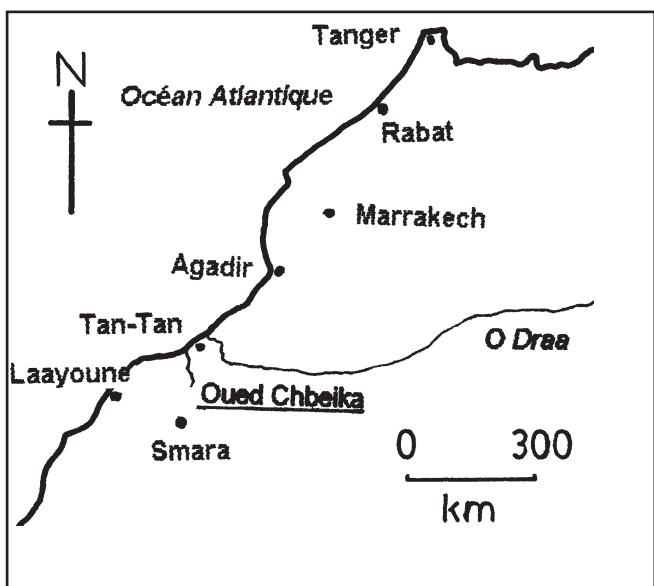 Tanger
N
Océan Atlantique
Rabat
Marrakech
Agadir
Tan-Tan
O Draa
Laayoune
Oued Chbeika
Smara
0 300
km